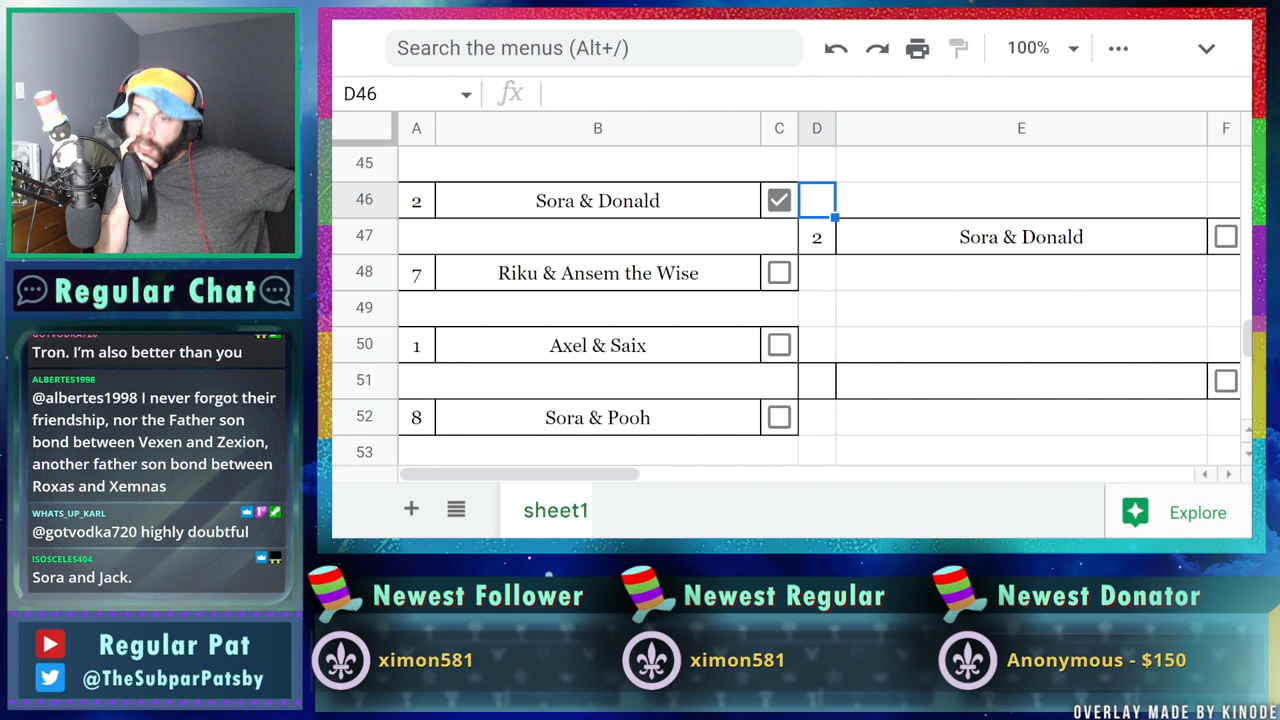 Search the menus (Alt+/)
100%
D46
fx
A B C D E F
45
46 2 Sora & Donald
47 2 Sora & Donald
48 7 Riku & Ansem the Wise
49
50 1 Axel & Saix
51
52 8 Sora & Pooh
53
sheet1
Explore
Regular Chat
GOTVODKA720
Tron. I'm also better than you
ALBERTES1998
@albertes1998 I never forgot their
friendship, nor the Father son
bond between Vexen and Zexion,
another father son bond between
Roxas and Xemnas
WHATS_UP_KARL
@gotvodka720 highly doubtful
ISOSCELES404
Sora and Jack.
Regular Pat
@TheSubparPatsby
Newest Follower
ximon581
Newest Regular
ximon581
Newest Donator
Anonymous - $150
OVERLAY MADE BY KINODE